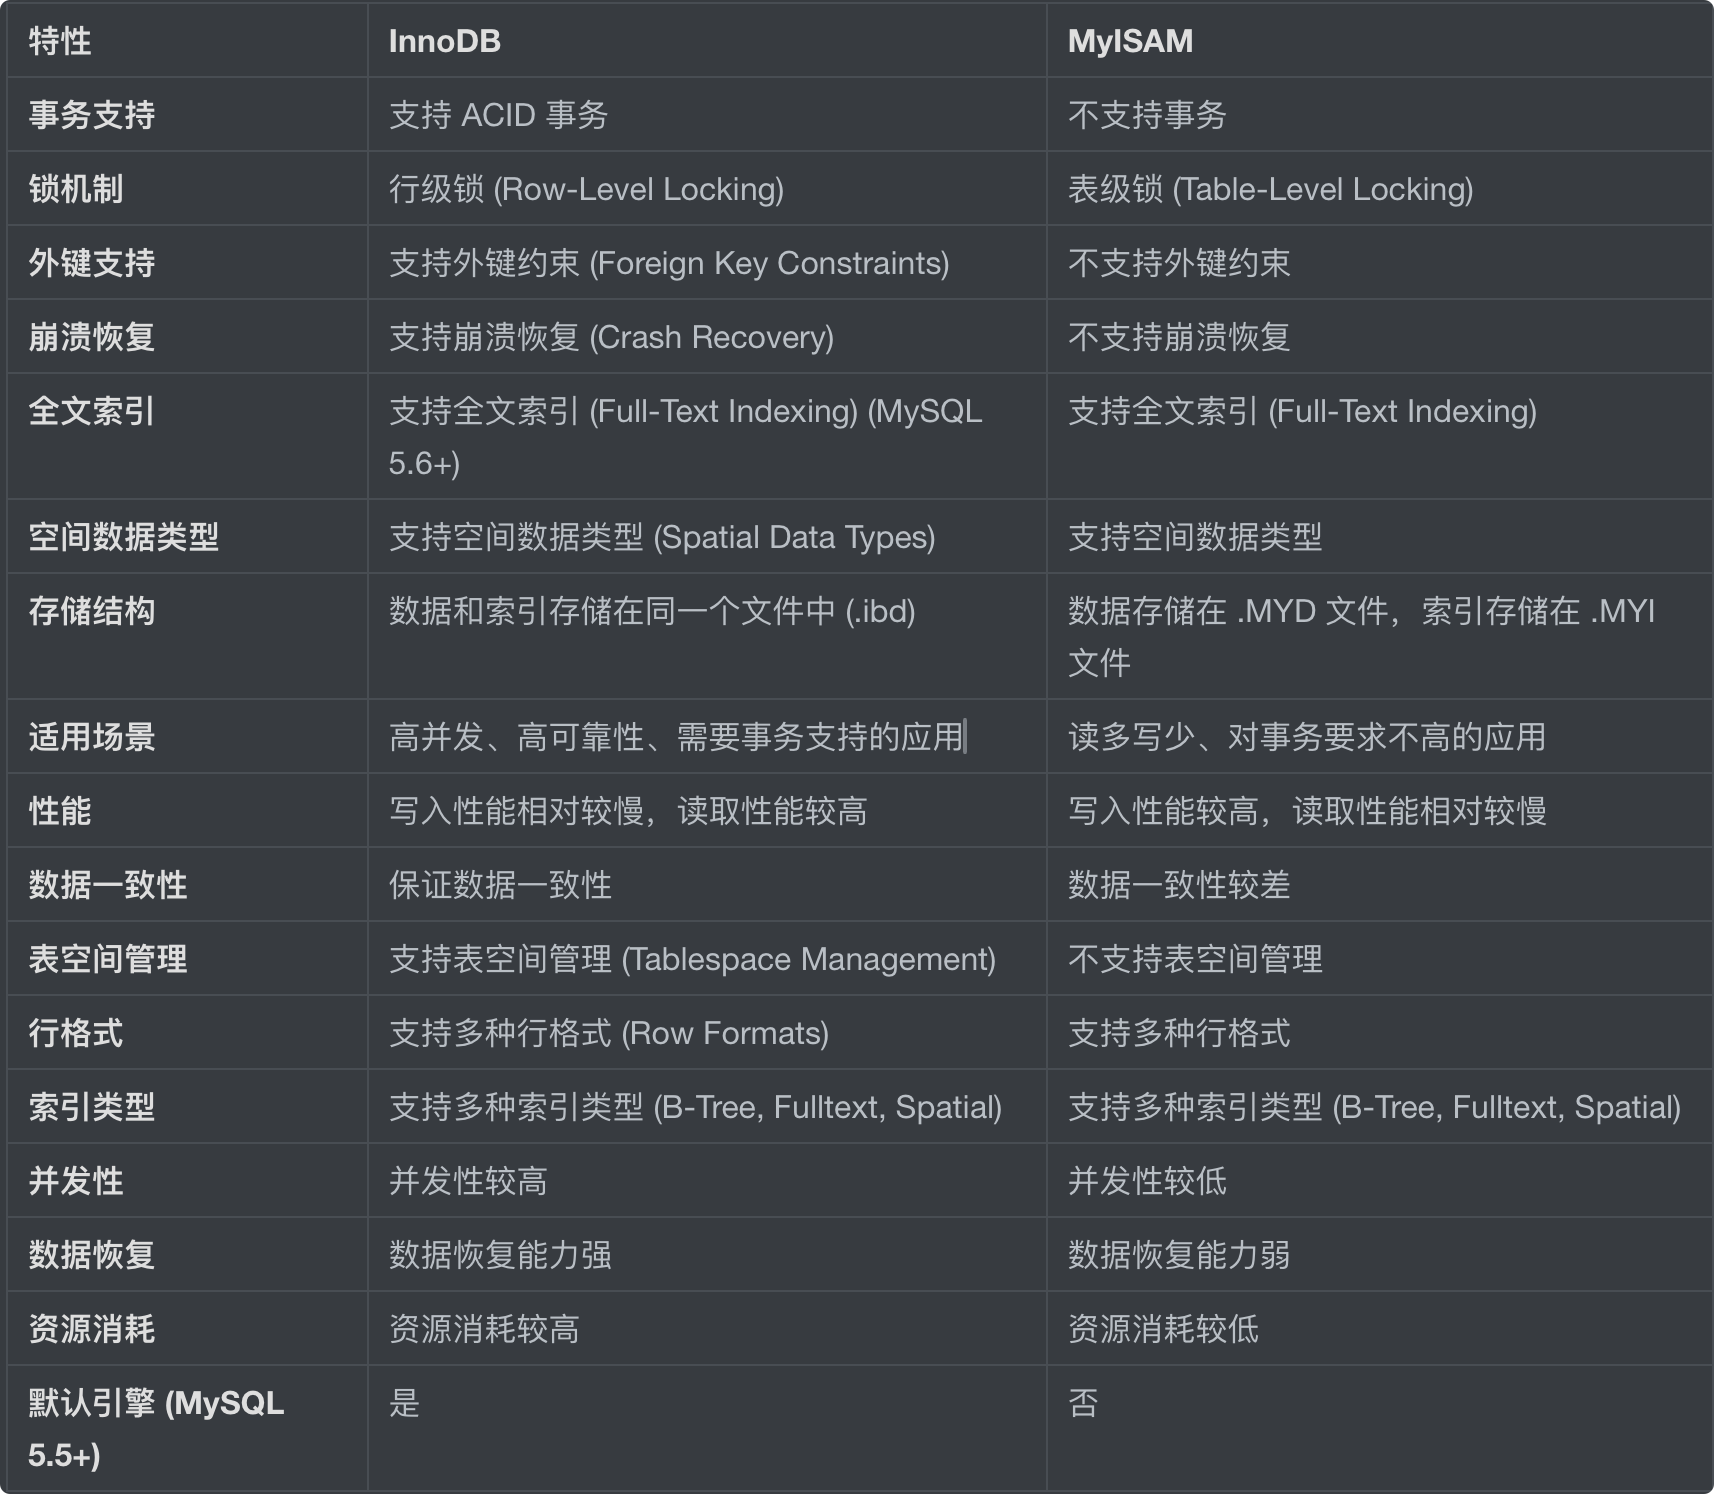 特性 InnoDB MyISAM
事务支持 支持 ACID 事务 不支持事务
锁机制 行级锁 (Row-Level Locking) 表级锁 (Table-Level Locking)
外键支持 支持外键约束 (Foreign Key Constraints) 不支持外键约束
崩溃恢复 支持崩溃恢复 (Crash Recovery) 不支持崩溃恢复
全文索引 支持全文索引 (Full-Text Indexing) (MySQL 支持全文索引 (Full-Text Indexing)
5.6+)
空间数据类型 支持空间数据类型 (Spatial Data Types) 支持空间数据类型
存储结构 数据和索引存储在同一个文件中 (.ibd) 数据存储在 .MYD 文件，索引存储在 .MYI
文件
适用场景 高并发、高可靠性、需要事务支持的应用 读多写少、对事务要求不高的应用
性能 写入性能相对较慢，读取性能较高 写入性能较高，读取性能相对较慢
数据一致性 保证数据一致性 数据一致性较差
表空间管理 支持表空间管理 (Tablespace Management) 不支持表空间管理
行格式 支持多种行格式 (Row Formats) 支持多种行格式
索引类型 支持多种索引类型 (B-Tree, Fulltext, Spatial) 支持多种索引类型 (B-Tree, Fulltext, Spatial)
并发性 并发性较高 并发性较低
数据恢复 数据恢复能力强 数据恢复能力弱
资源消耗 资源消耗较高 资源消耗较低
默认引擎 (MySQL 是 否
5.5+)